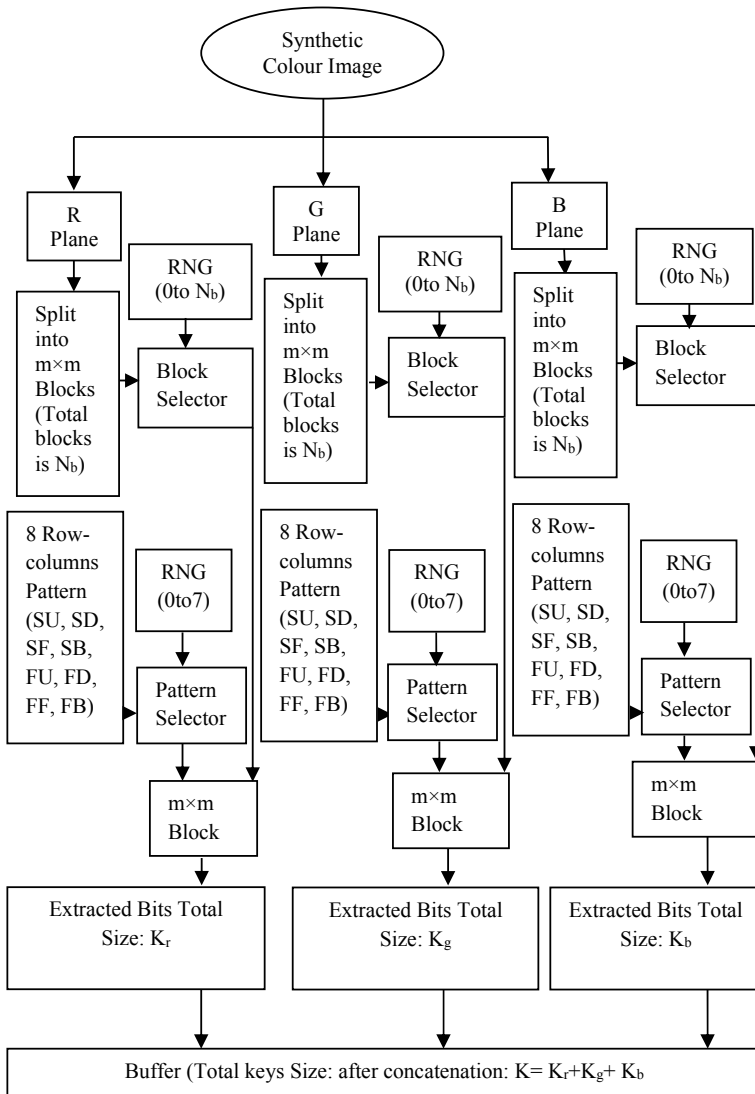 Synthetic
Colour Image
R
Plane
G
Plane
B
Plane
RNG
(0to Nb)
RNG
(0to Nb)
RNG
(0to Nb)
Split
into
m×m
Blocks
(Total
blocks
is Nb)
Block
Selector
Split
into
m×m
Blocks
(Total
blocks
is Nb)
Block
Selector
Split
into
m×m
Blocks
(Total
blocks
is Nb)
Block
Selector
8 Row-
columns
Pattern
(SU, SD,
SF, SB,
FU, FD,
FF, FB)
RNG
(0to7)
Pattern
Selector
8 Row-
columns
Pattern
(SU, SD,
SF, SB,
FU, FD,
FF, FB)
RNG
(0to7)
Pattern
Selector
8 Row-
columns
Pattern
(SU, SD,
SF, SB,
FU, FD,
FF, FB)
RNG
(0to7)
Pattern
Selector
m×m
Block
m×m
Block
m×m
Block
Extracted Bits Total
Size: Kr
Extracted Bits Total
Size: Kg
Extracted Bits Total
Size: Kb
Buffer (Total keys Size: after concatenation: K= Kr+Kg+ Kb